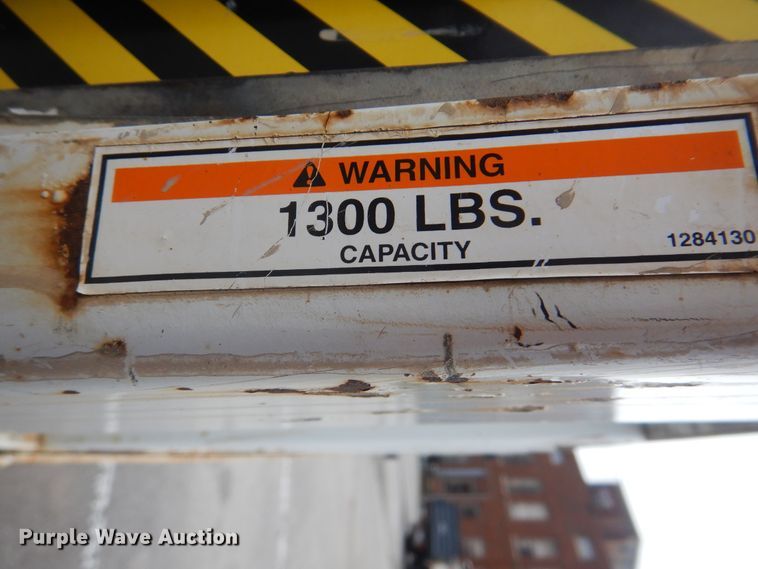 WARNING
1300 LBS.
CAPACITY
1284130
Purple Wave Auction